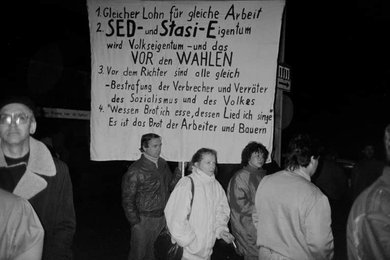 1. Gleicher Lohn für gleiche Arbeit
2. SED- und Stasi-Eigentum
wird Volkseigentum - und das
VOR den WAHLEN
3. Vor dem Richter sind alle gleich
-Bestrafung der Verbrecher und Verräter
des Sozialismus und des Volkes
4. "Wessen Brot ich esse, dessen Lied ich singe"
Es ist das Brot der Arbeiter und Bauern